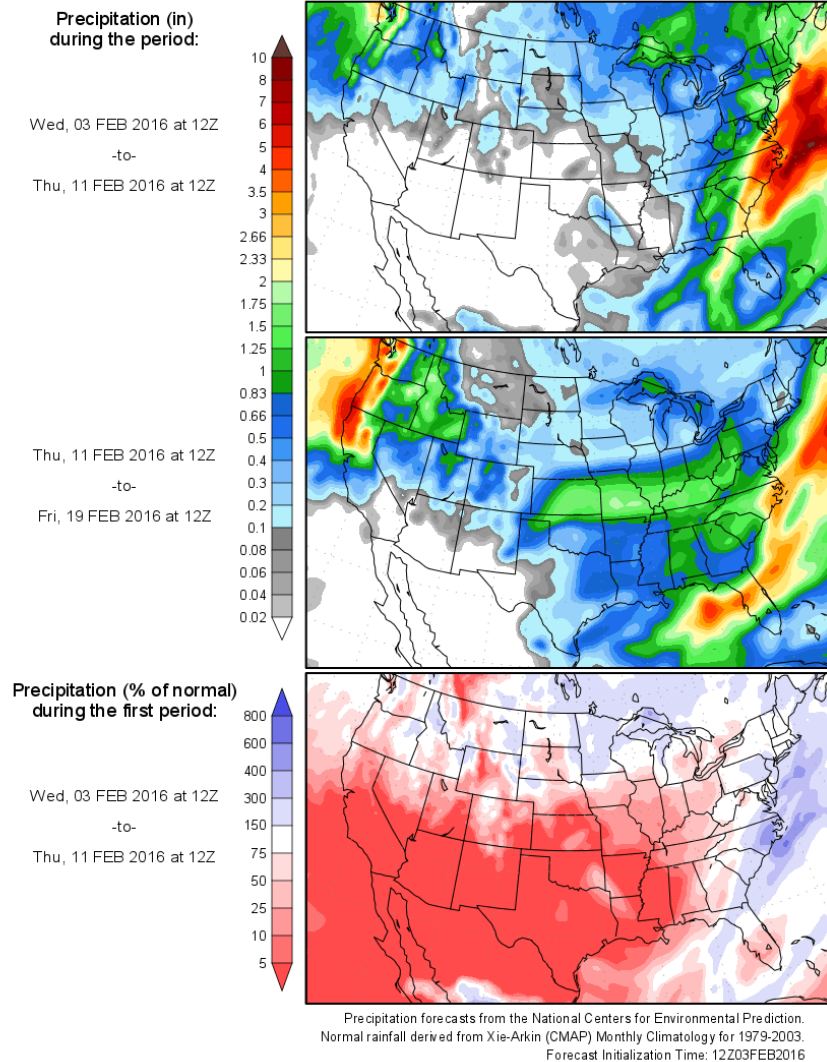 Precipitation (in)
during the period:
Wed, 03 FEB 2016 at 12Z
-to-
Thu, 11 FEB 2016 at 12Z
10
8
7
6
5
4
3.5
3
2.66
2.33
2
1.75
1.5
1.25
1
0.83
0.66
0.5
0.4
0.3
0.2
0.1
0.08
0.06
0.04
0.02
Thu, 11 FEB 2016 at 12Z
-to-
Fri, 19 FEB 2016 at 12Z
Precipitation (% of normal)
during the first period:
Wed, 03 FEB 2016 at 12Z
-to-
Thu, 11 FEB 2016 at 12Z
800
600
400
300
150
75
50
25
10
5
Precipitation forecasts from the National Centers for Environmental Prediction.
Normal rainfall derived from Xie-Arkin (CMAP) Monthly Climatology for 1979-2003.
Forecast Initialization Time: 12Z03FEB2016